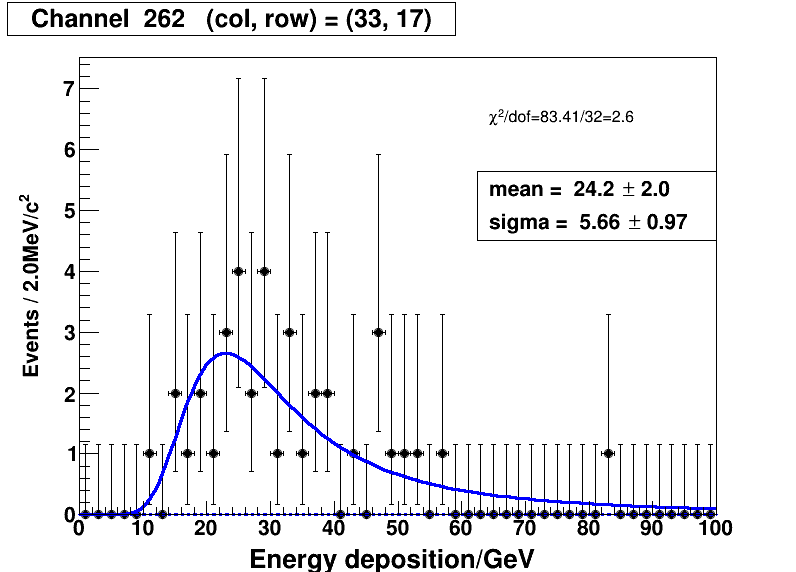 Channel 262 (col, row) = (33, 17)
χ²/dof=83.41/32=2.6
mean = 24.2 ± 2.0
sigma = 5.66 ± 0.97
Events / 2.0MeV/c²
7
6
5
4
3
2
1
0
0 10 20 30 40 50 60 70 80 90 100
Energy deposition/GeV